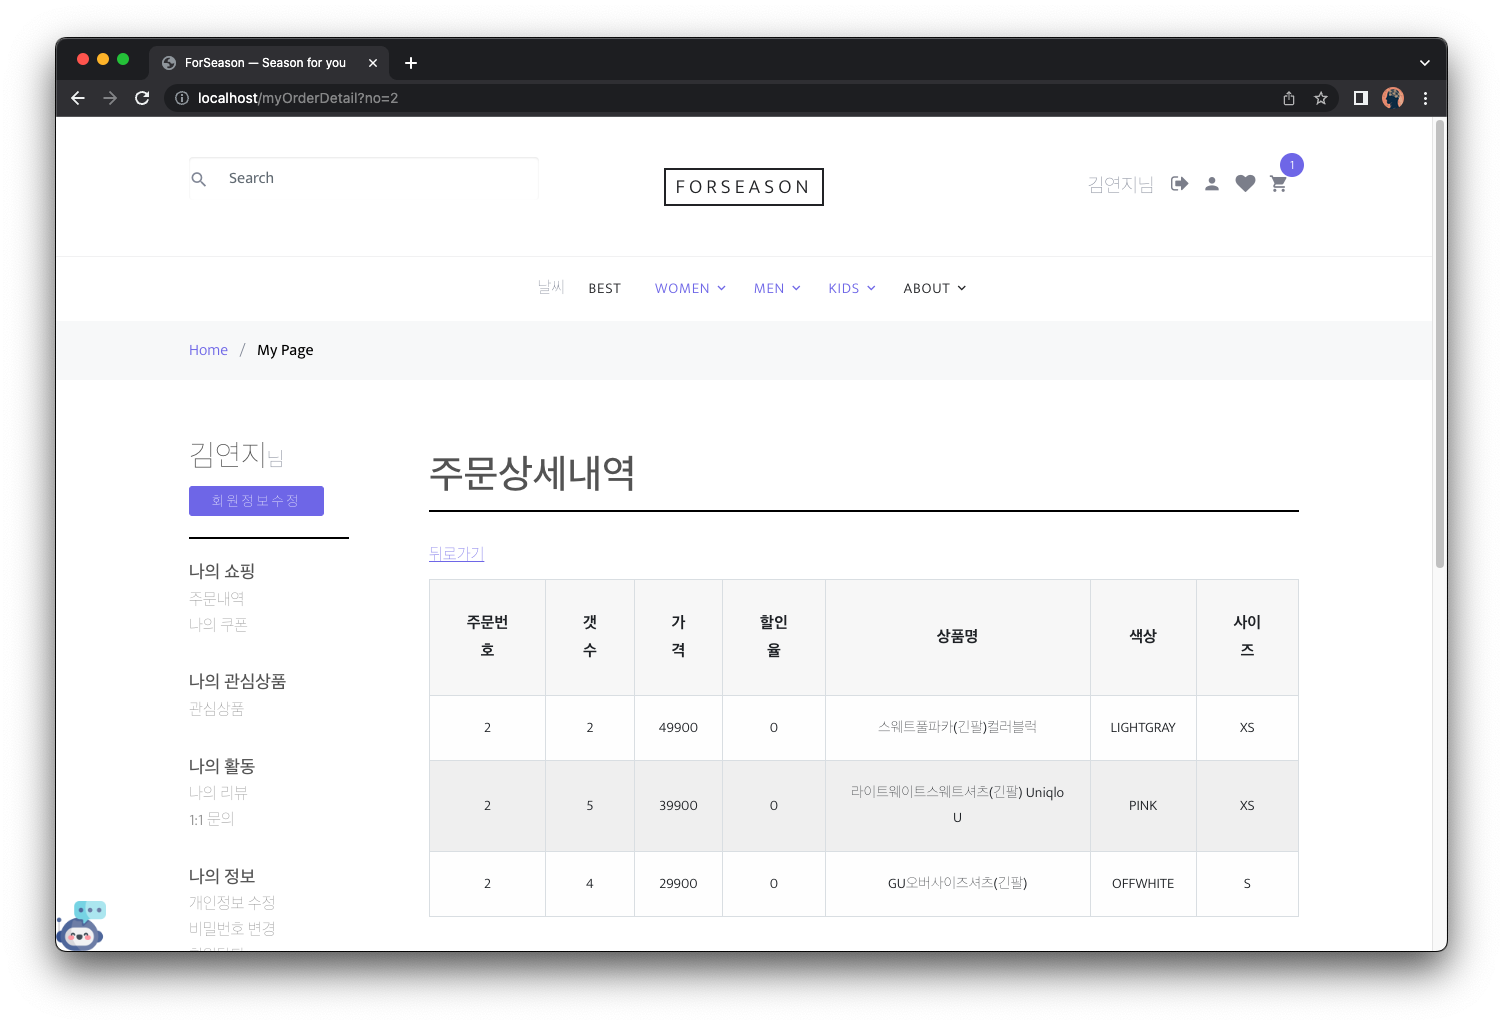 ForSeason — Season for you
localhost/myOrderDetail?no=2
Search
FORSEASON
김연지님
1
날씨 BEST WOMEN MEN KIDS ABOUT
Home / My Page
김연지님
회원정보수정
나의 쇼핑
주문내역
나의 쿠폰
나의 관심상품
관심상품
나의 활동
나의 리뷰
1:1 문의
나의 정보
개인정보 수정
비밀번호 변경
주문상세내역
뒤로가기
주문번 갯 가 할인 상품명 색상 사이
호 수 격 율 즈
2 2 49900 0 스웨트풀파카(긴팔)컬러블럭 LIGHTGRAY XS
2 5 39900 0 라이트웨이트스웨트셔츠(긴팔) Uniqlo PINK XS
U
2 4 29900 0 GU오버사이즈셔츠(긴팔) OFFWHITE S